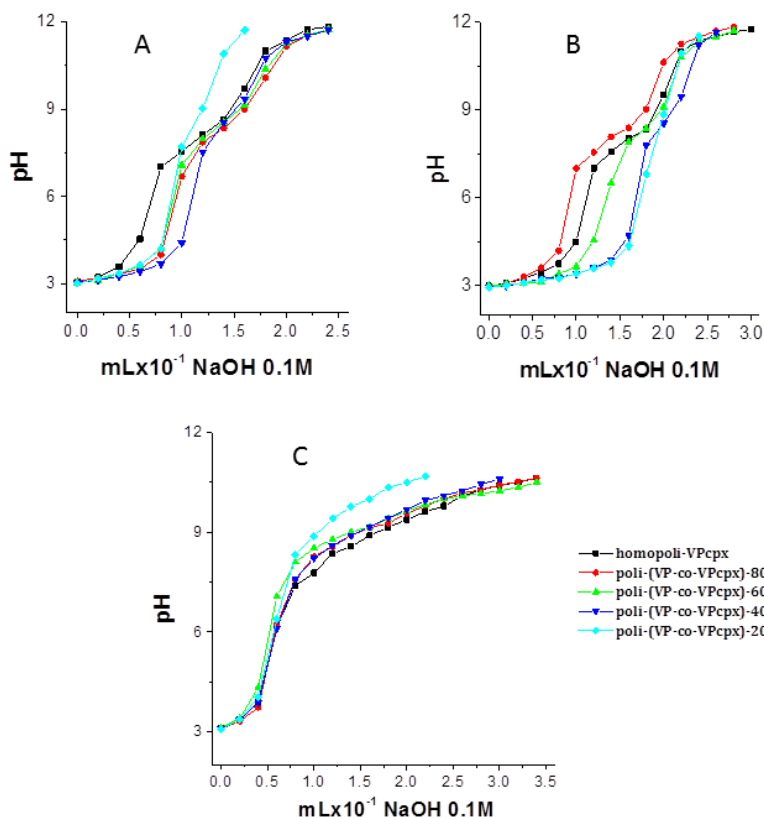 A
B
12
9
6
3
pH
0.0 0.5 1.0 1.5 2.0 2.5
mLx10⁻¹ NaOH 0.1M
12
9
6
3
pH
0.0 0.5 1.0 1.5 2.0 2.5 3.0
mLx10⁻¹ NaOH 0.1M
C
12
9
6
3
pH
0.0 0.5 1.0 1.5 2.0 2.5 3.0 3.5
mLx10⁻¹ NaOH 0.1M
homopoli-VPcpx
poli-(VP-co-VPcpx)-80
poli-(VP-co-VPcpx)-60
poli-(VP-co-VPcpx)-40
poli-(VP-co-VPcpx)-20